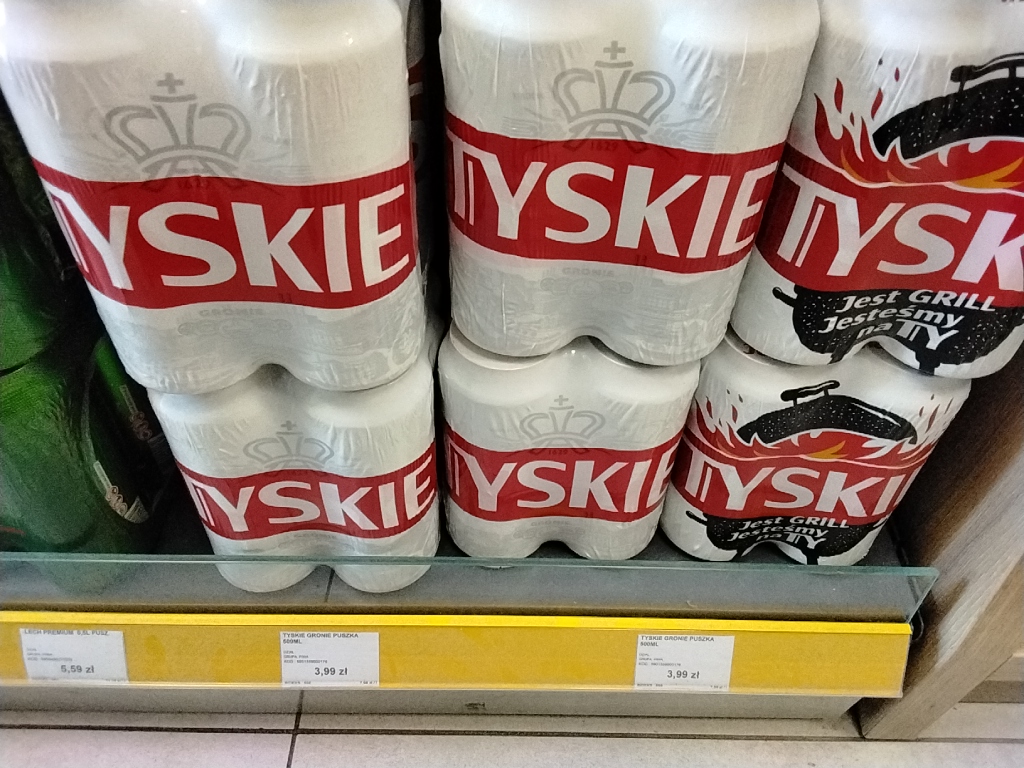 TYSKIE
TYSKIE
TYSK
Jest GRILL
Jesteśmy
na TY
TYSKIE
TYSKIE
TYSKI
Jest GRILL
Jesteśmy
na TY
LECH PREMIUM 0,5L PUSZ
5,59 zł
TYSKIE GRONIE PUSZKA
500ML
3,99 zł
TYSKIE GRONIE PUSZKA
500ML
3,99 zł